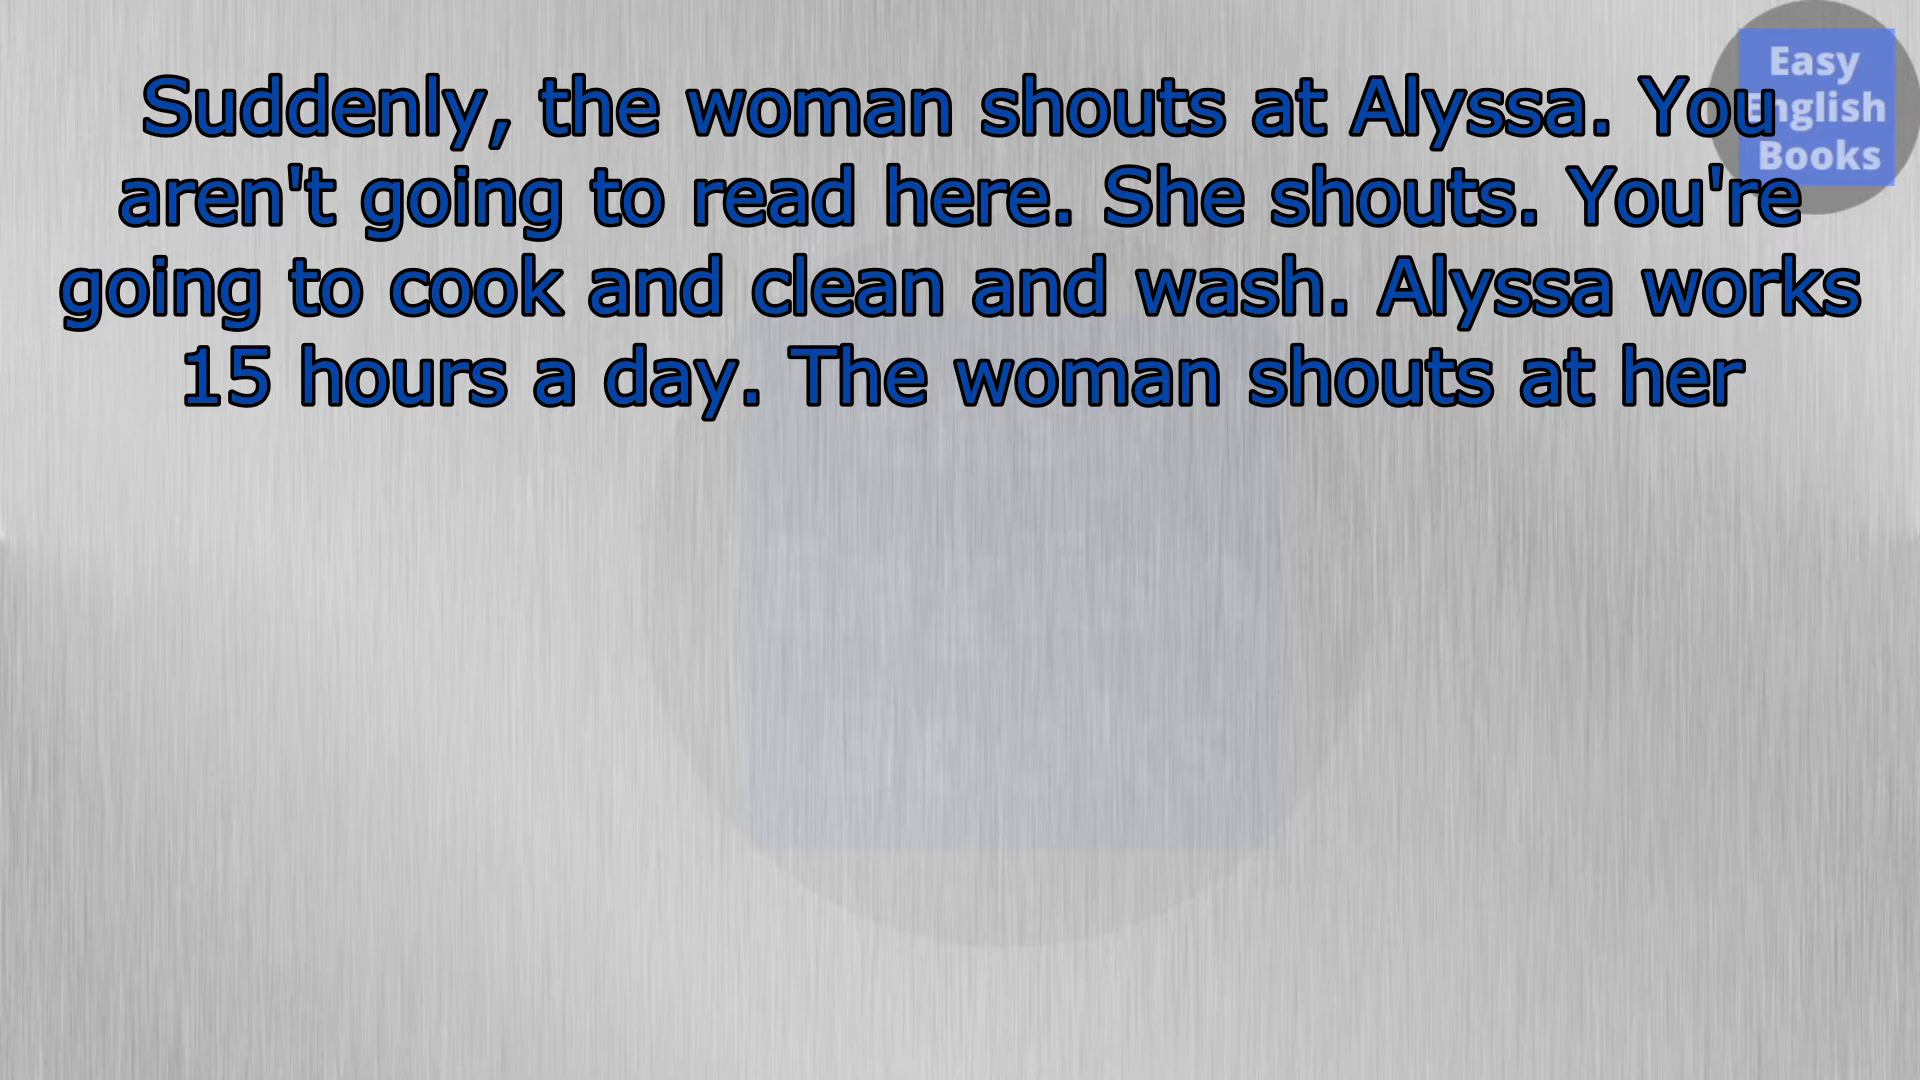 Suddenly, the woman shouts at Alyssa. You
aren't going to read here. She shouts. You're
going to cook and clean and wash. Alyssa works
15 hours a day. The woman shouts at her
Easy
English
Books